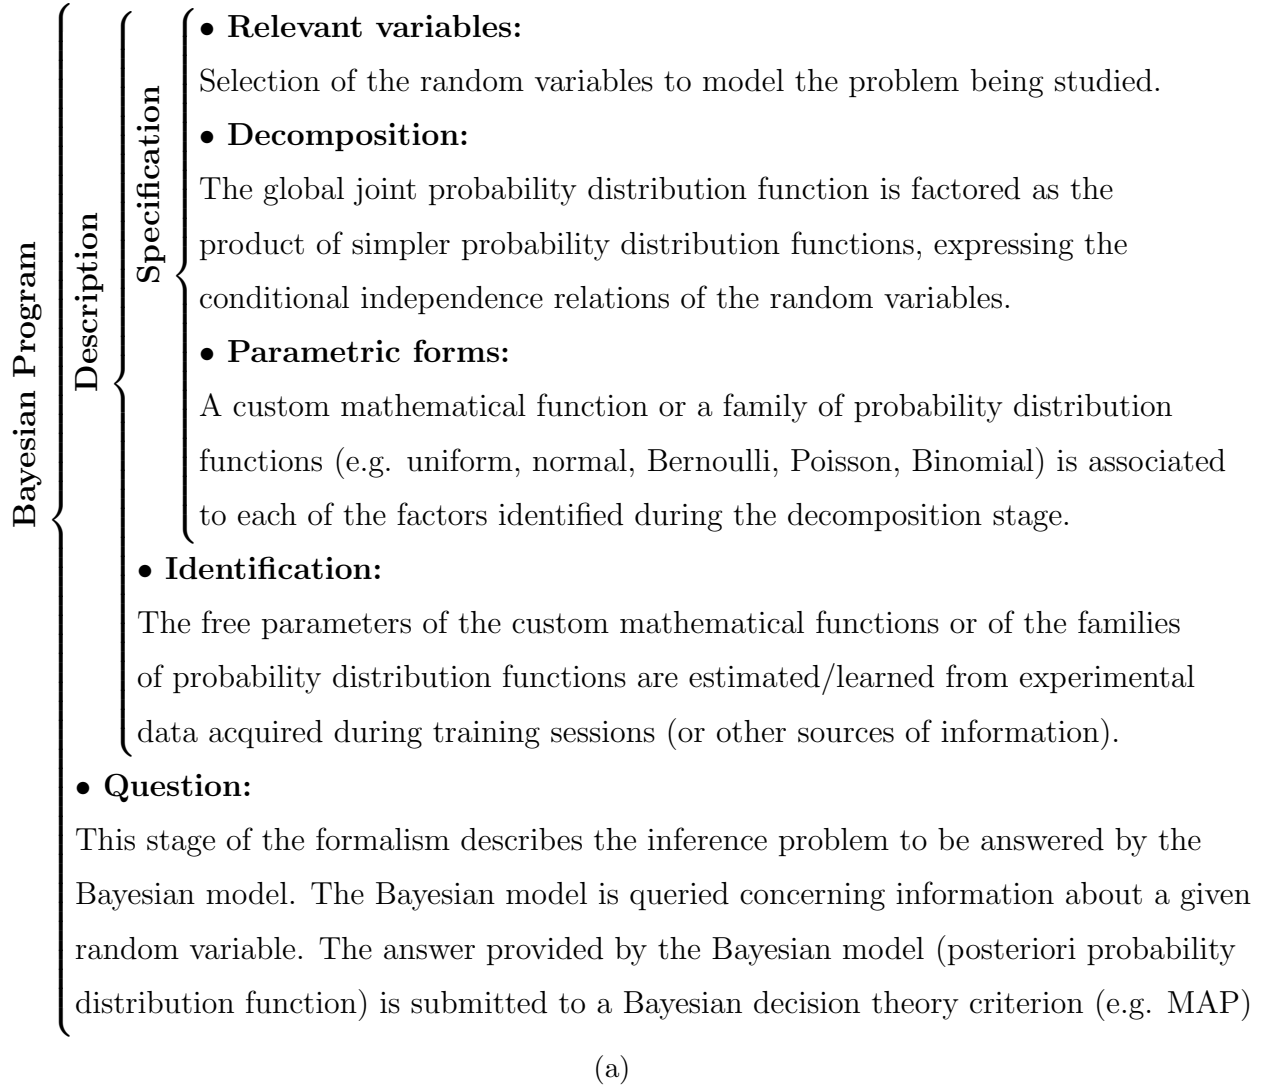 Bayesian Program
Description
Specification
• Relevant variables:
Selection of the random variables to model the problem being studied.
• Decomposition:
The global joint probability distribution function is factored as the
product of simpler probability distribution functions, expressing the
conditional independence relations of the random variables.
• Parametric forms:
A custom mathematical function or a family of probability distribution
functions (e.g. uniform, normal, Bernoulli, Poisson, Binomial) is associated
to each of the factors identified during the decomposition stage.
• Identification:
The free parameters of the custom mathematical functions or of the families
of probability distribution functions are estimated/learned from experimental
data acquired during training sessions (or other sources of information).
• Question:
This stage of the formalism describes the inference problem to be answered by the
Bayesian model. The Bayesian model is queried concerning information about a given
random variable. The answer provided by the Bayesian model (posteriori probability
distribution function) is submitted to a Bayesian decision theory criterion (e.g. MAP)
(a)